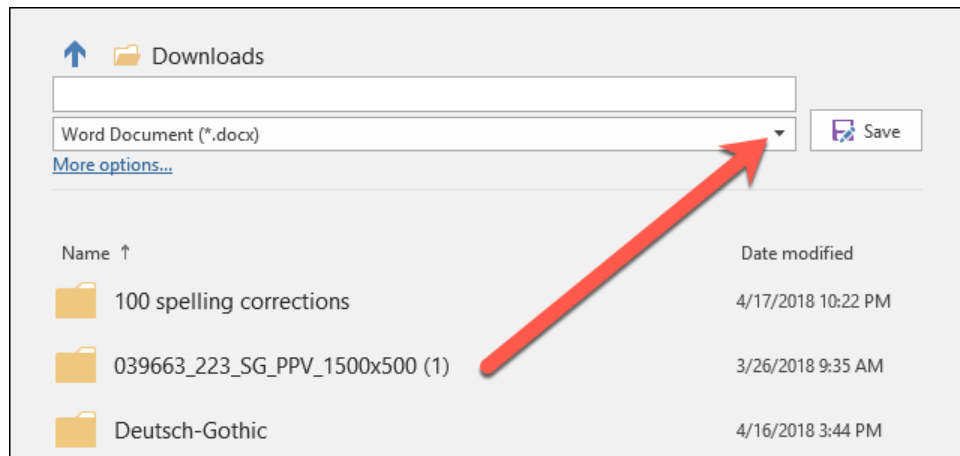 Downloads
Word Document (*.docx)
Save
More options...
Name ↑ Date modified
100 spelling corrections 4/17/2018 10:22 PM
039663_223_SG_PPV_1500x500 (1) 3/26/2018 9:35 AM
Deutsch-Gothic 4/16/2018 3:44 PM